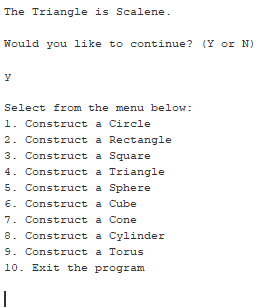 The Triangle is Scalene.
Would you like to continue? (Y or N)
y
Select from the menu below:
1. Construct a Circle
2. Construct a Rectangle
3. Construct a Square
4. Construct a Triangle
5. Construct a Sphere
6. Construct a Cube
7. Construct a Cone
8. Construct a Cylinder
9. Construct a Torus
10. Exit the program